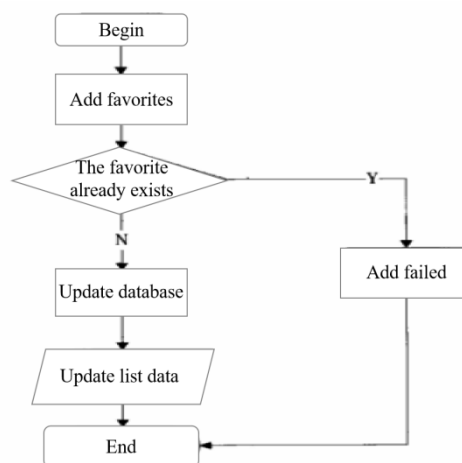 Begin
Add favorites
The favorite
already exists
Y
N
Update database
Add failed
Update list data
End